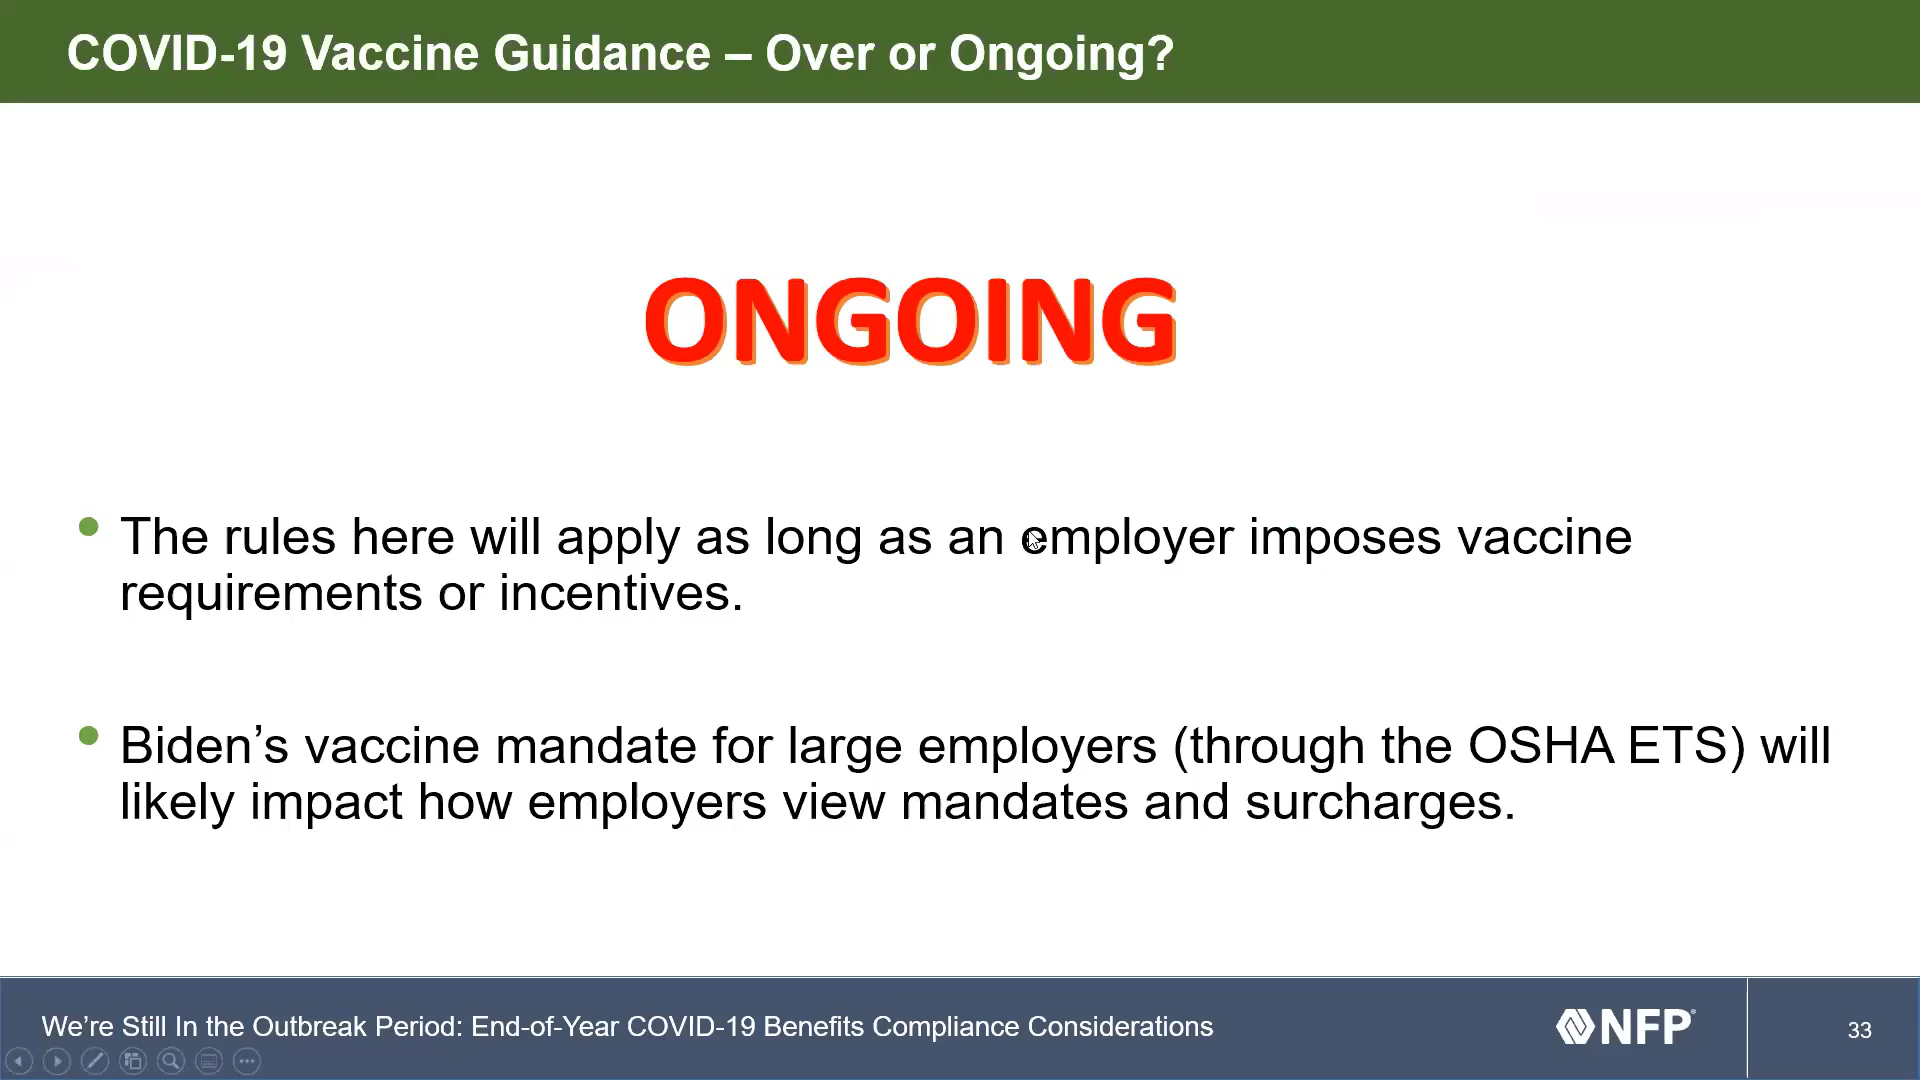 COVID-19 Vaccine Guidance – Over or Ongoing?
ONGOING
• The rules here will apply as long as an employer imposes vaccine
requirements or incentives.
• Biden’s vaccine mandate for large employers (through the OSHA ETS) will
likely impact how employers view mandates and surcharges.
We’re Still In the Outbreak Period: End-of-Year COVID-19 Benefits Compliance Considerations
NFP®
33